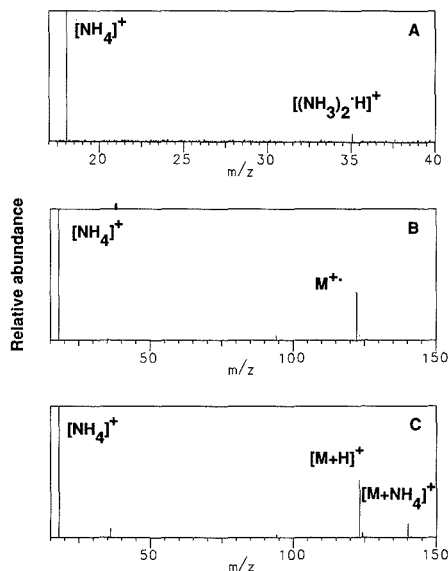 [NH4]+
A
[(NH3)2·H]+
20 25 30 35 40
m/z
Relative abundance
[NH4]+
B
M+·
50 100 150
m/z
[NH4]+
C
[M+H]+
[M+NH4]+
50 100 150
m/z